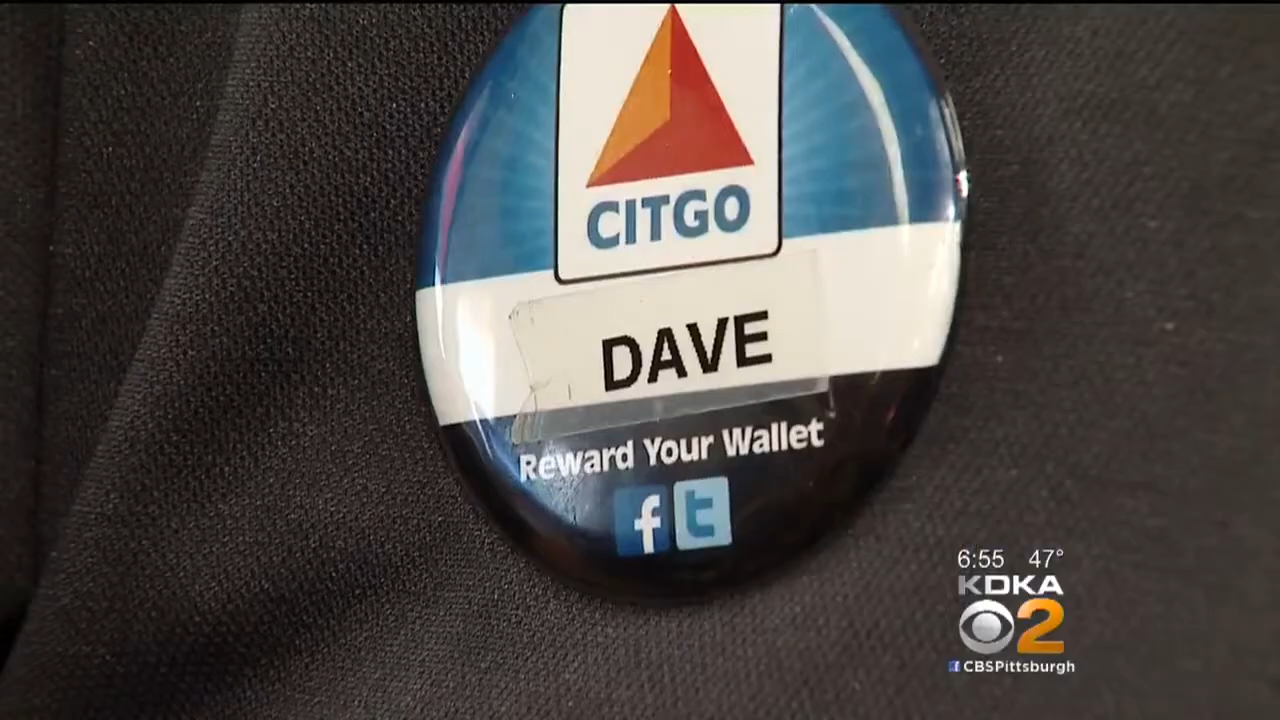 CITGO
DAVE
Reward Your Wallet
f t
6:55 47°
KDKA
2
f CBSPittsburgh